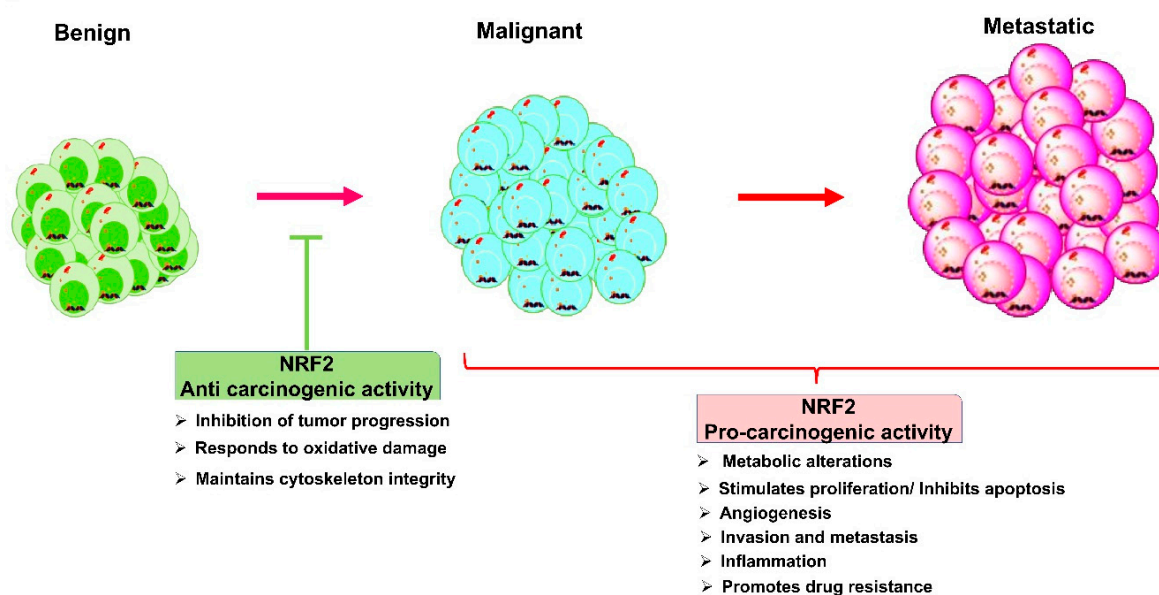 Benign
Malignant
Metastatic
NRF2
Anti carcinogenic activity
➢ Inhibition of tumor progression
➢ Responds to oxidative damage
➢ Maintains cytoskeleton integrity
NRF2
Pro-carcinogenic activity
➢ Metabolic alterations
➢ Stimulates proliferation/ Inhibits apoptosis
➢ Angiogenesis
➢ Invasion and metastasis
➢ Inflammation
➢ Promotes drug resistance